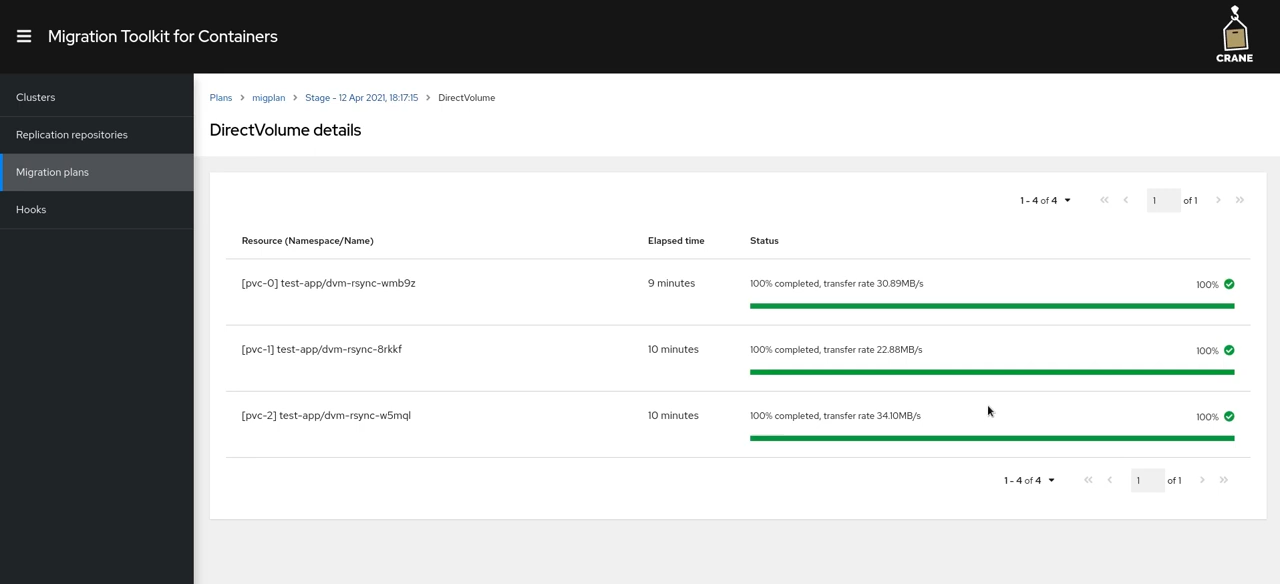 Migration Toolkit for Containers
CRANE
Clusters
Replication repositories
Migration plans
Hooks
Plans > migplan > Stage - 12 Apr 2021, 18:17:15 > DirectVolume
DirectVolume details
1 - 4 of 4 1 of 1
Resource (Namespace/Name) Elapsed time Status
[pvc-0] test-app/dvm-rsync-wmb9z 9 minutes 100% completed, transfer rate 30.89MB/s 100%
[pvc-1] test-app/dvm-rsync-8rkkf 10 minutes 100% completed, transfer rate 22.88MB/s 100%
[pvc-2] test-app/dvm-rsync-w5mql 10 minutes 100% completed, transfer rate 34.10MB/s 100%
1 - 4 of 4 1 of 1